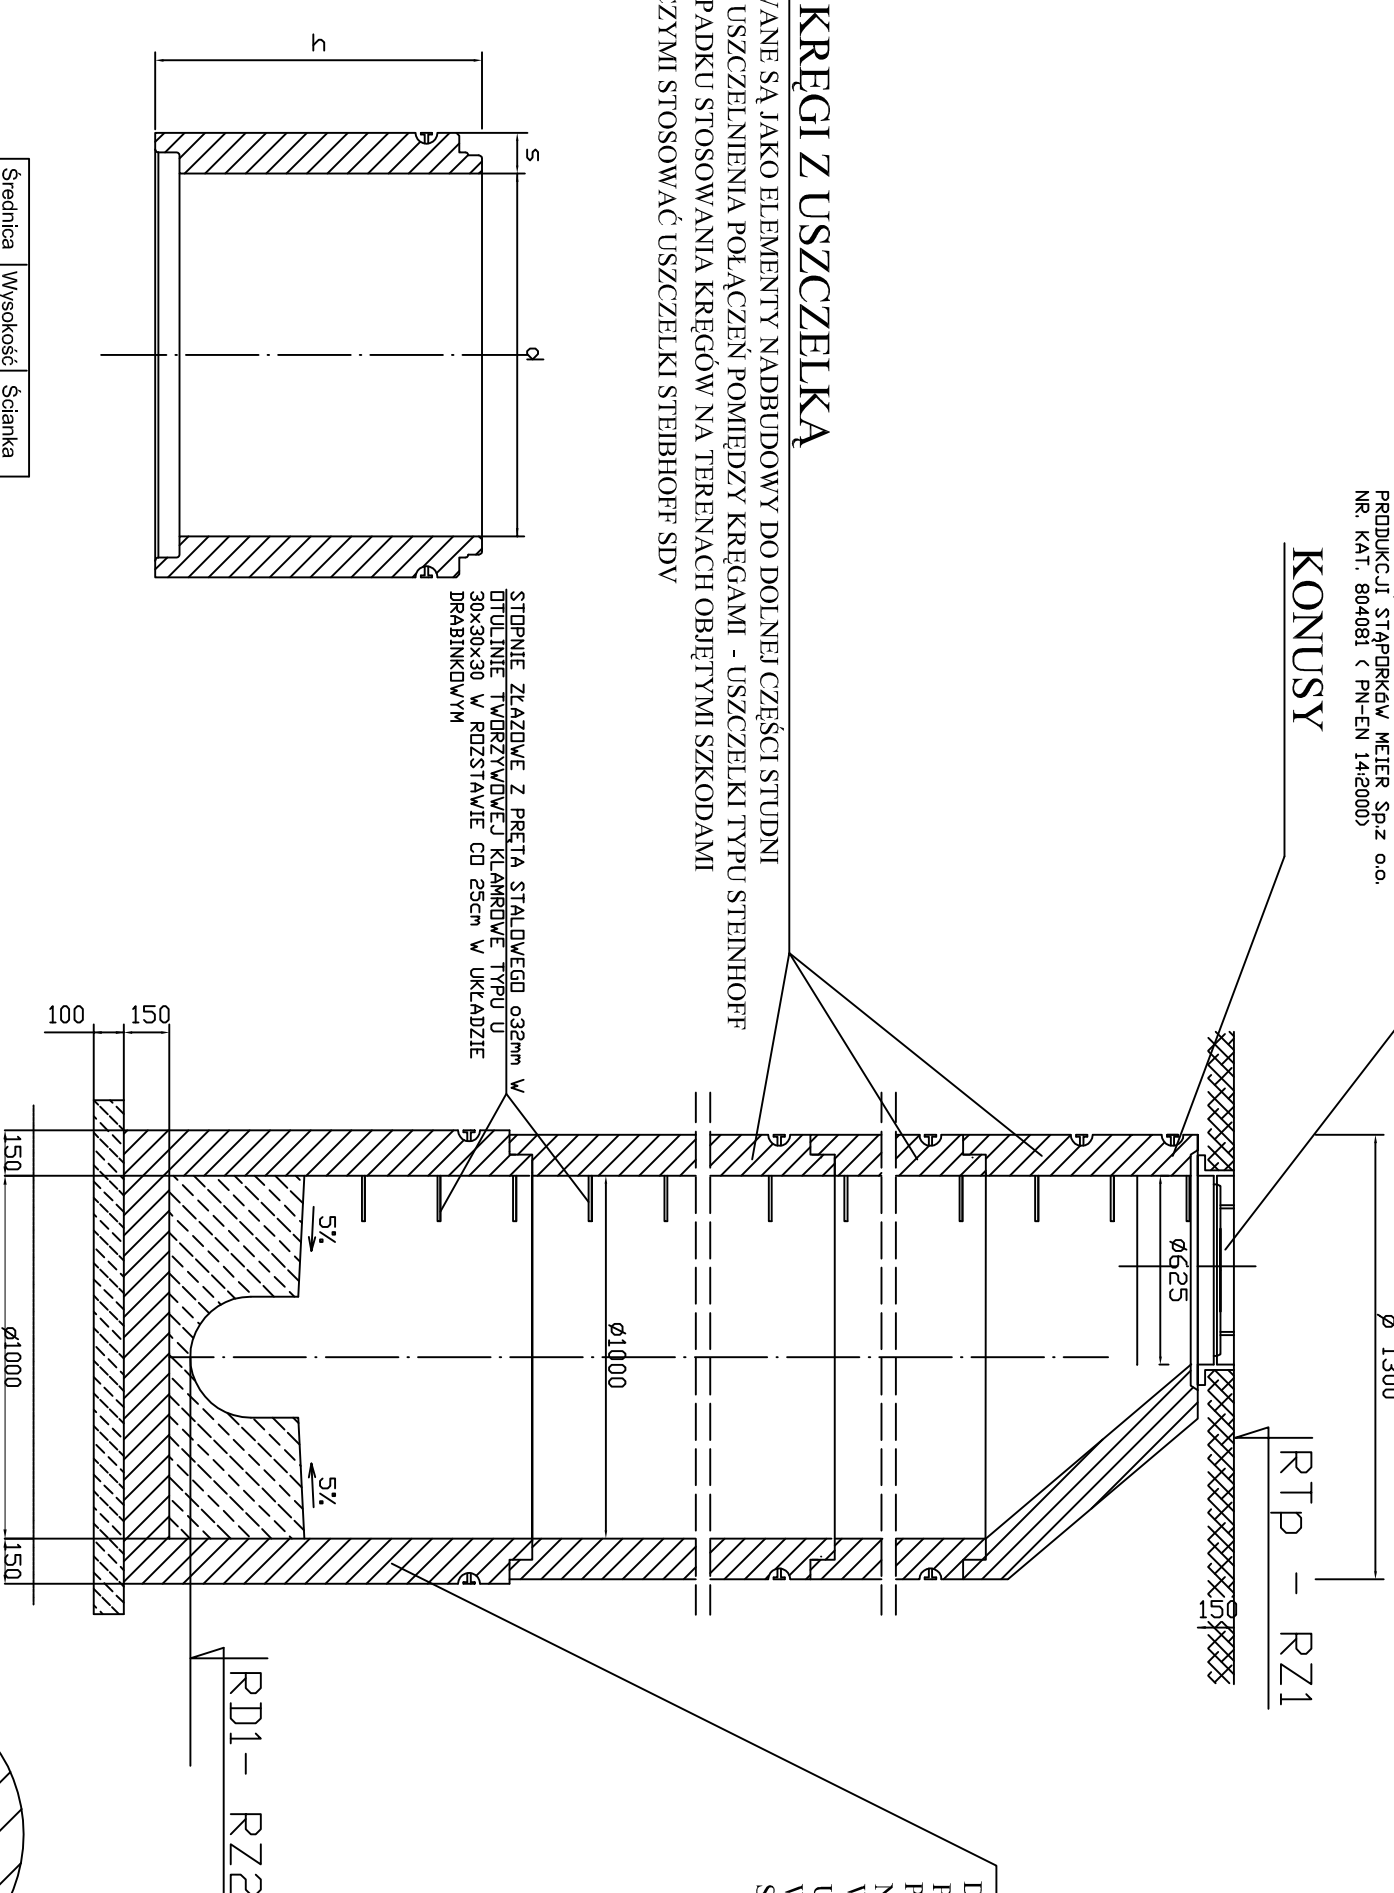 PRODUKCJI STĄPORKÓW MEIER Sp.z o.o.
NR. KAT. 804081 ( PN-EN 14:2000)
KONUSY
ø 1300
RTp - RZ1
150
ø625
KRĘGI Z USZCZELKĄ
WANE SĄ JAKO ELEMENTY NADBUDOWY DO DOLNEJ CZĘŚCI STUDNI
USZCZELNIENIA POŁĄCZEŃ POMIĘDZY KRĘGAMI - USZCZELKI TYPU STEINHOFF
PADKU STOSOWANIA KRĘGÓW NA TERENACH OBJĘTYMI SZKODAMI
CZYMI STOSOWAĆ USZCZELKI STEIBHOFF SDV
ø1000
s
d
h
STOPNIE ZŁAZOWE Z PRĘTA STALOWEGO o32mm W
OTULINIE TWORZYWOWEJ KLAMROWE TYPU U
30x30x30 W ROZSTAWIE CO 25cm W UKŁADZIE
DRABINKOWYM
5%
5%
RD1- RZ2
150
100
150
ø1000
150
Średnica Wysokość Ścianka